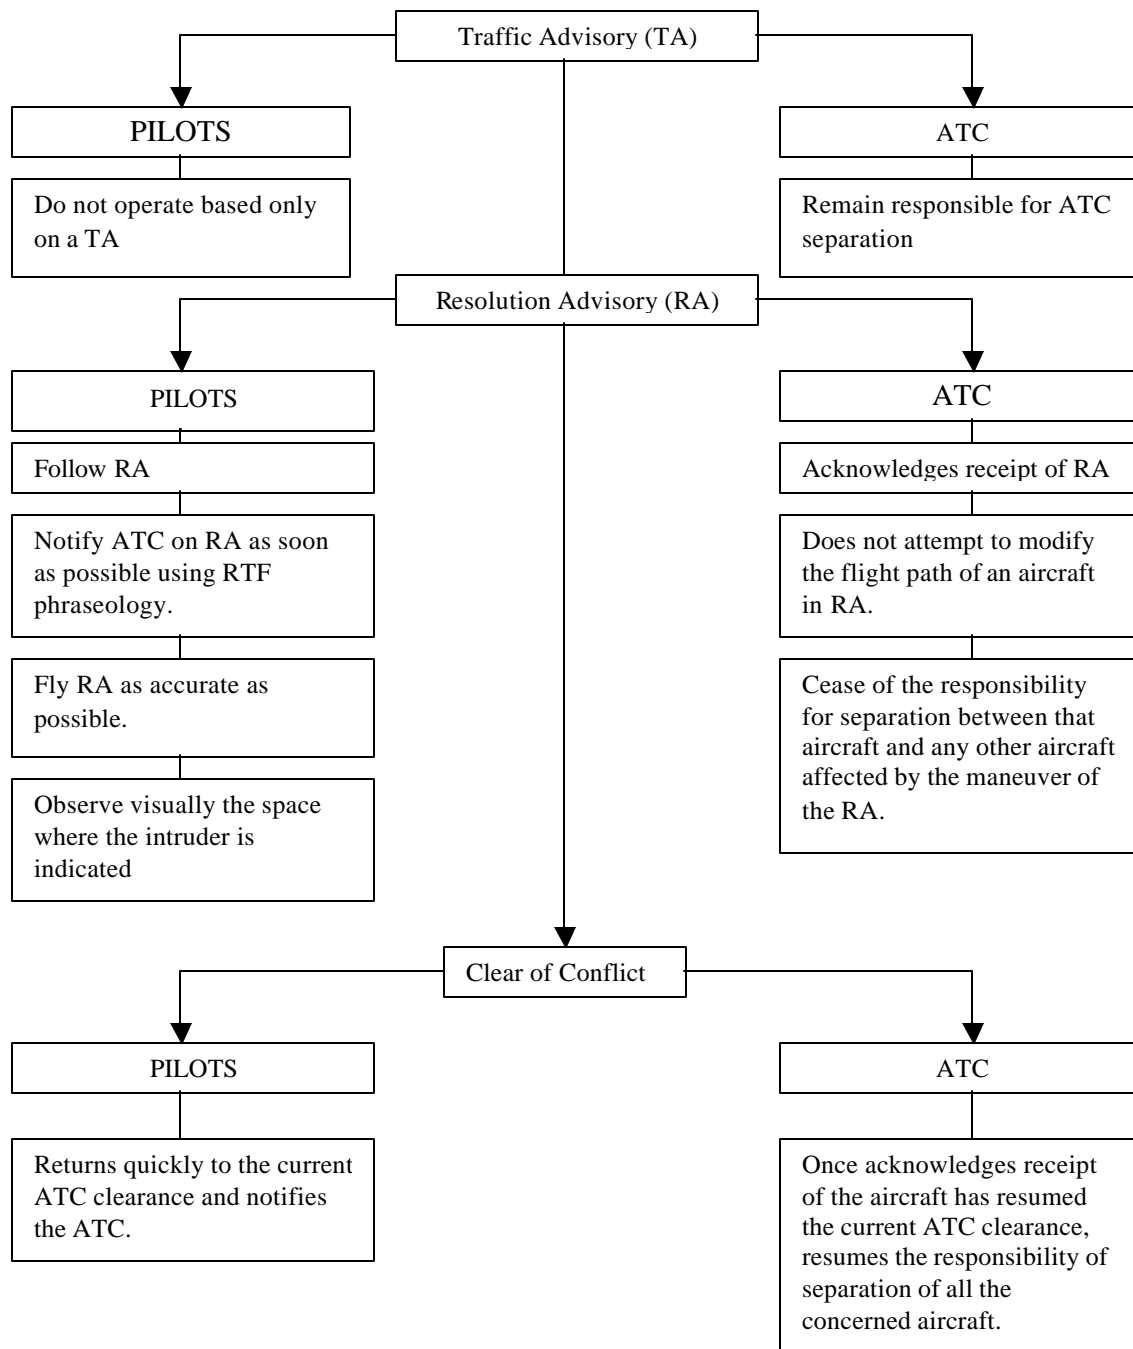 Traffic Advisory (TA)
PILOTS
ATC
Do not operate based only
on a TA
Remain responsible for ATC
separation
Resolution Advisory (RA)
PILOTS
ATC
Follow RA
Acknowledges receipt of RA
Notify ATC on RA as soon
as possible using RTF
phraseology.
Does not attempt to modify
the flight path of an aircraft
in RA.
Fly RA as accurate as
possible.
Cease of the responsibility
for separation between that
aircraft and any other aircraft
affected by the maneuver of
the RA.
Observe visually the space
where the intruder is
indicated
Clear of Conflict
PILOTS
ATC
Returns quickly to the current
ATC clearance and notifies
the ATC.
Once acknowledges receipt
of the aircraft has resumed
the current ATC clearance,
resumes the responsibility of
separation of all the
concerned aircraft.